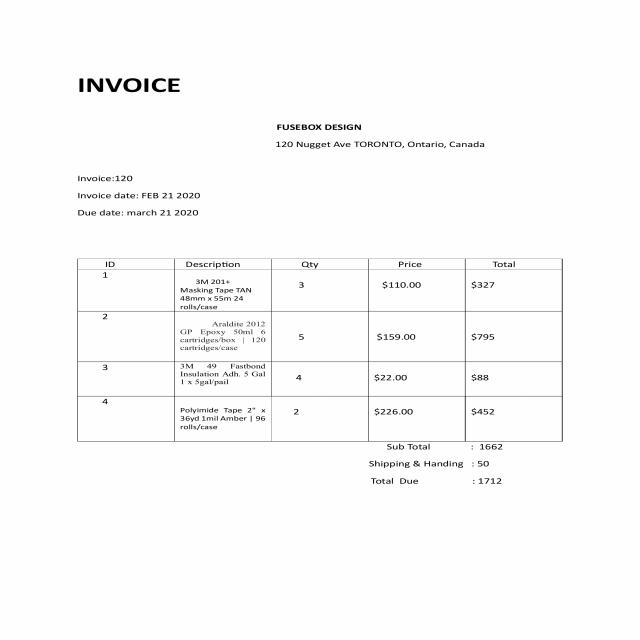 INVOICE
FUSEBOX DESIGN
120 Nugget Ave TORONTO, Ontario, Canada
Invoice:120
Invoice date: FEB 21 2020
Due date: march 21 2020
ID Description Qty Price Total
1
3M 201+
Masking Tape TAN
48mm x 55m 24
rolls/case
3 $110.00 $327
2
Araldite 2012
GP Epoxy 50ml 6
cartridges/box | 120
cartridges/case
5 $159.00 $795
3
3M 49 Fastbond
Insulation Adh. 5 Gal
1 x 5gal/pail
4 $22.00 $88
4
Polyimide Tape 2" x
36yd 1mil Amber | 96
rolls/case
2 $226.00 $452
Sub Total : 1662
Shipping & Handing : 50
Total Due : 1712